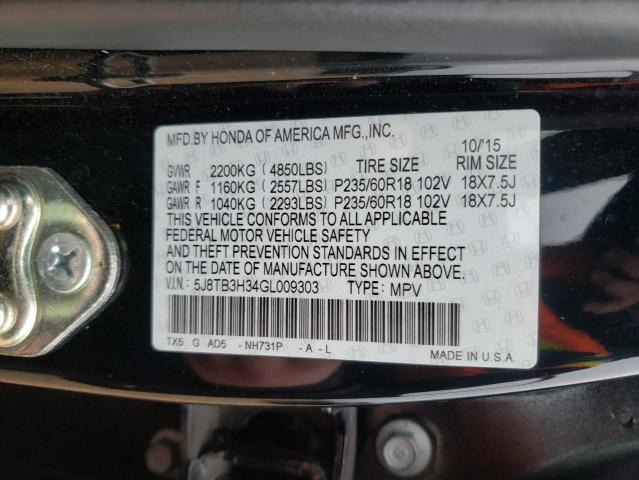 MFD.BY HONDA OF AMERICA MFG.,INC. 10/'15
GVWR 2200KG (4850LBS) TIRE SIZE RIM SIZE
GAWR F 1160KG (2557LBS) P235/60R18 102V 18X7.5J
GAWR R 1040KG (2293LBS) P235/60R18 102V 18X7.5J
THIS VEHICLE CONFORMS TO ALL APPLICABLE
FEDERAL MOTOR VEHICLE SAFETY
AND THEFT PREVENTION STANDARDS IN EFFECT
ON THE DATE OF MANUFACTURE SHOWN ABOVE.
V.I.N.: 5J8TB3H34GL009303 TYPE: MPV
TX5 G AD5 -NH731P -A-L
MADE IN U.S.A.